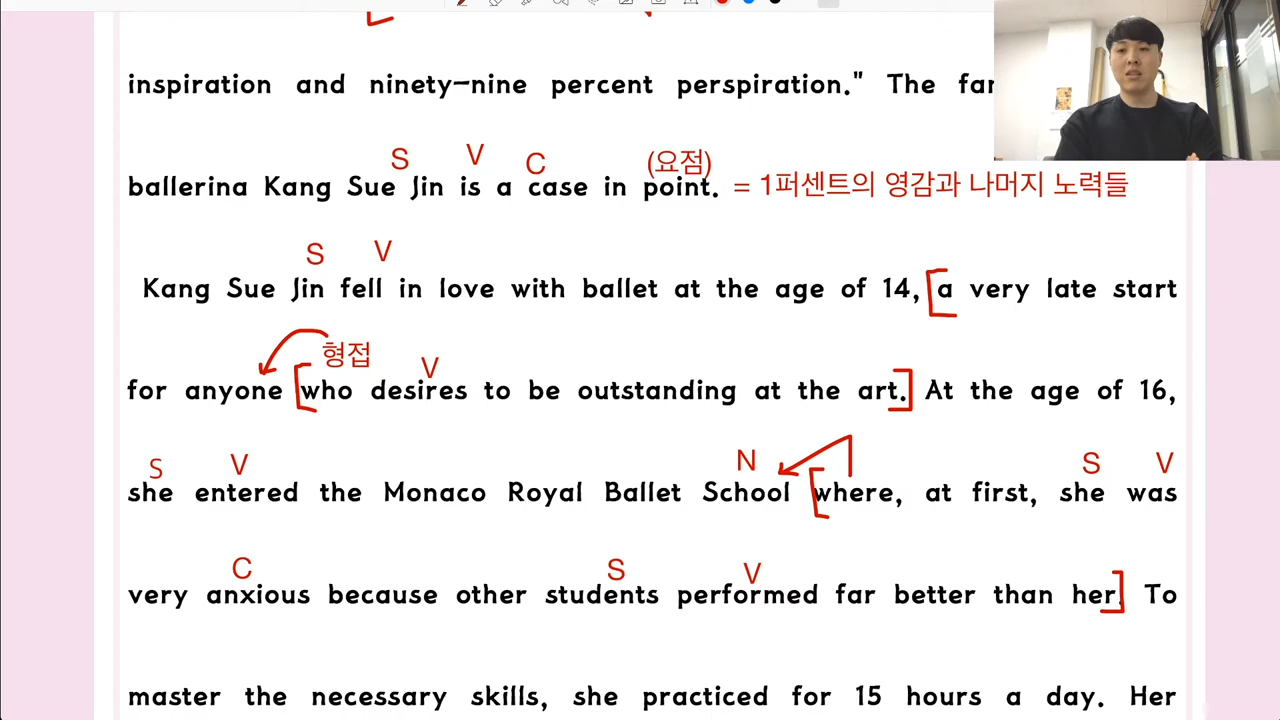 inspiration and ninety-nine percent perspiration." The
S V C (요점)
ballerina Kang Sue Jin is a case in point. = 1퍼센트의 영감과 나머지 노력들
S V
Kang Sue Jin fell in love with ballet at the age of 14, [a very late start
형접 V
for anyone [who desires to be outstanding at the art.] At the age of 16,
S V N S V
she entered the Monaco Royal Ballet School [where, at first, she was
C S V
very anxious because other students performed far better than her.] To
master the necessary skills, she practiced for 15 hours a day. Her